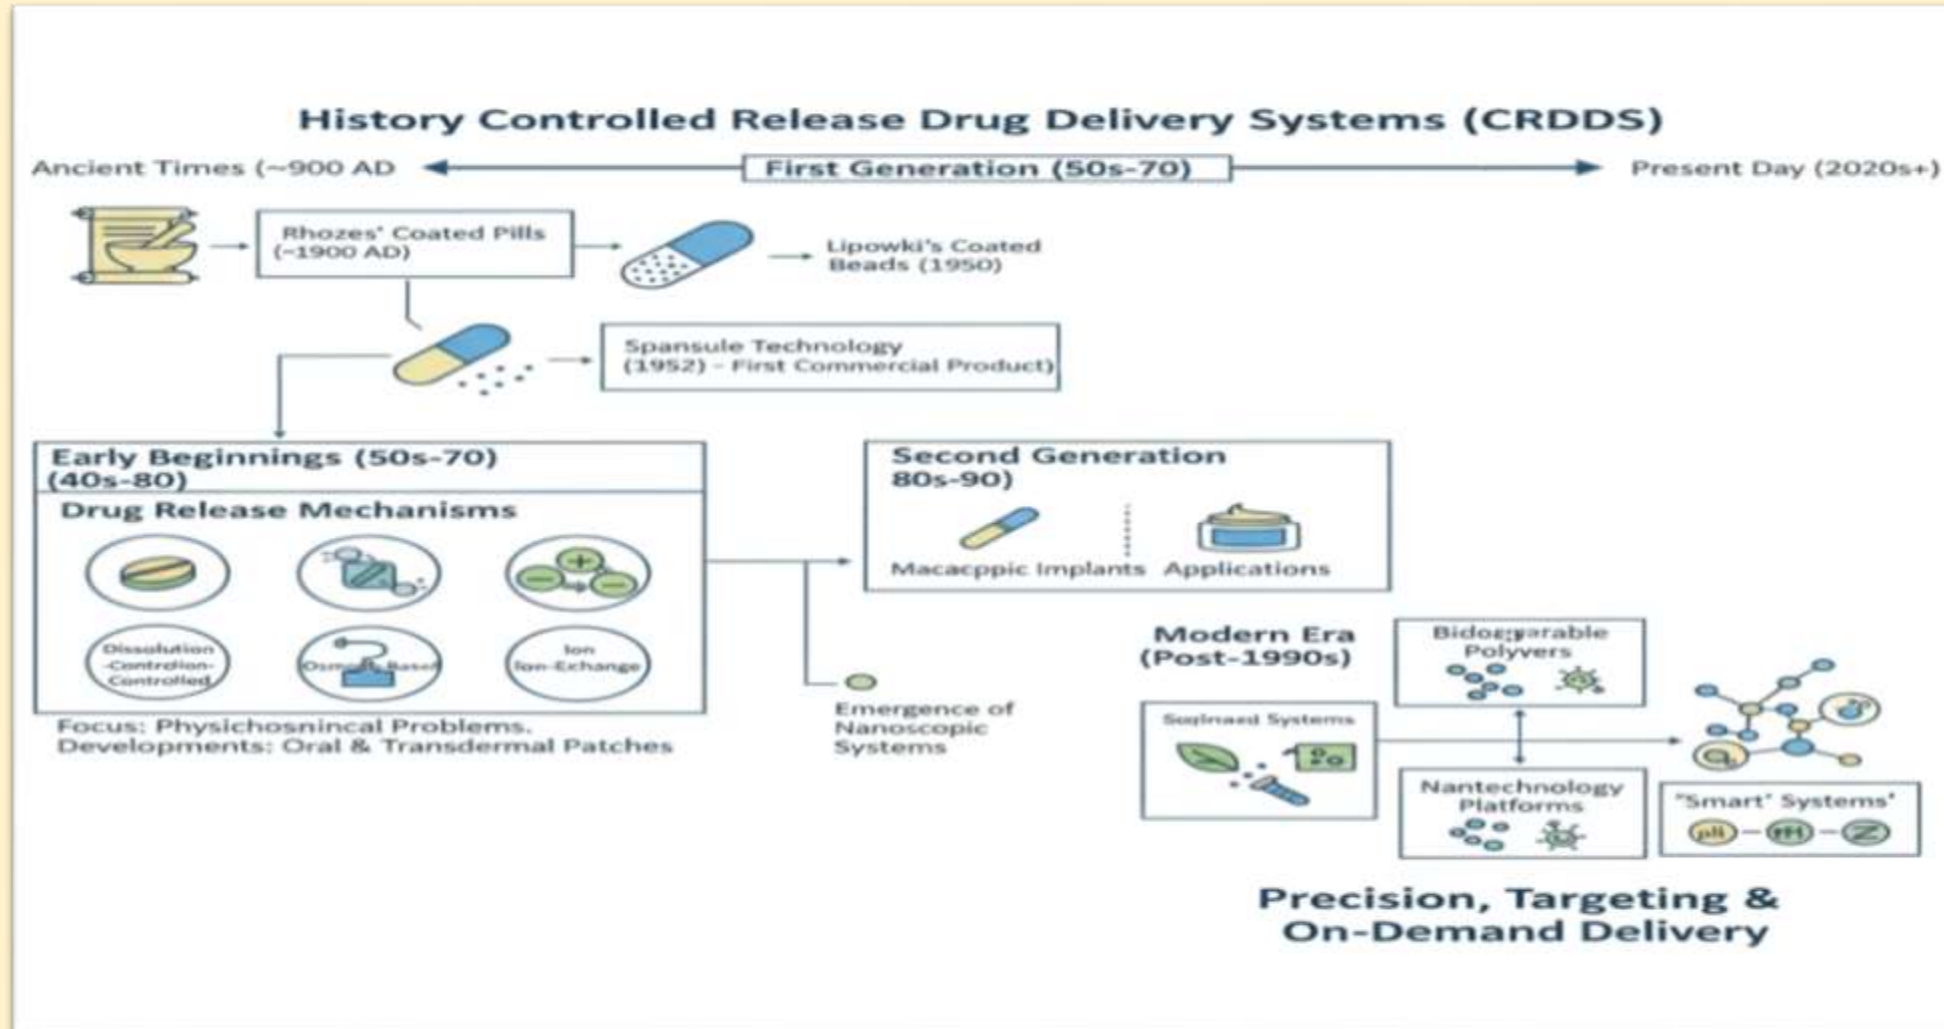 History Controlled Release Drug Delivery Systems (CRDDS)
Ancient Times (~900 AD
First Generation (50s-70)
Present Day (2020s+)
Rhozes' Coated Pills
(~1900 AD)
Lipowki's Coated
Beads (1950)
Spansule Technology
(1952) - First Commercial Product)
Early Beginnings (50s-70)
(40s-80)
Drug Release Mechanisms
Dissolution
-Contrdlion-
Controlled
Based
Ion
Ion-Eichange
Focus: Physichosnincal Problems.
Developments: Oral & Transdermal Patches
Second Generation
80s-90)
Macacppic Implants
Applications
Emergence of
Nanoscopic
Systems
Modern Era
(Post-1990s)
Polyvers
Systems
Nantechnology
Platforms
"Smart' Systems'
Precision, Targeting &
On-Demand Delivery